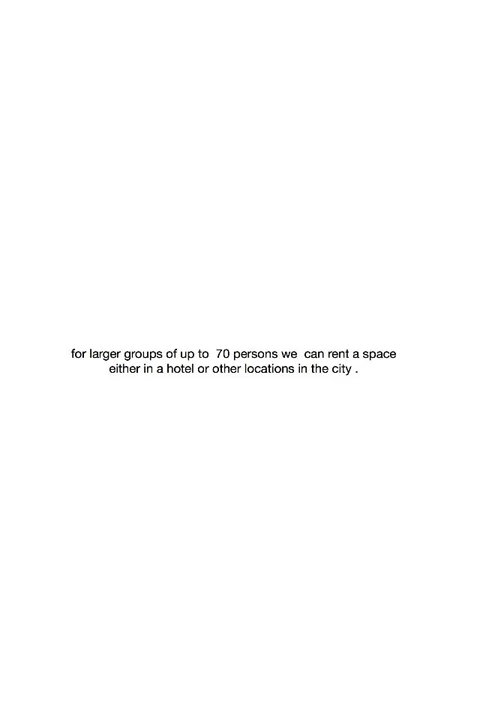 for larger groups of up to  70 persons we  can rent a space
either in a hotel or other locations in the city .